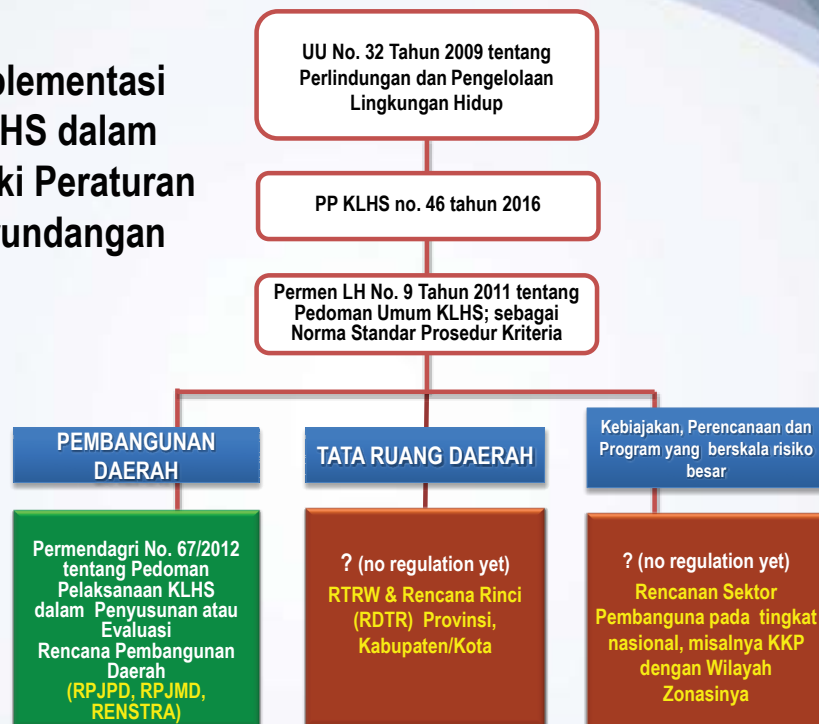 plementasi
HS dalam
ki Peraturan
undangan
UU No. 32 Tahun 2009 tentang
Perlindungan dan Pengelolaan
Lingkungan Hidup
PP KLHS no. 46 tahun 2016
Permen LH No. 9 Tahun 2011 tentang
Pedoman Umum KLHS; sebagai
Norma Standar Prosedur Kriteria
PEMBANGUNAN
DAERAH
TATA RUANG DAERAH
Kebiajakan, Perencanaan dan
Program yang berskala risiko
besar
Permendagri No. 67/2012
tentang Pedoman
Pelaksanaan KLHS
dalam Penyusunan atau
Evaluasi
Rencana Pembangunan
Daerah
(RPJPD, RPJMD,
RENSTRA)
? (no regulation yet)
RTRW & Rencana Rinci
(RDTR) Provinsi,
Kabupaten/Kota
? (no regulation yet)
Rencanan Sektor
Pembanguna pada tingkat
nasional, misalnya KKP
dengan Wilayah
Zonasinya